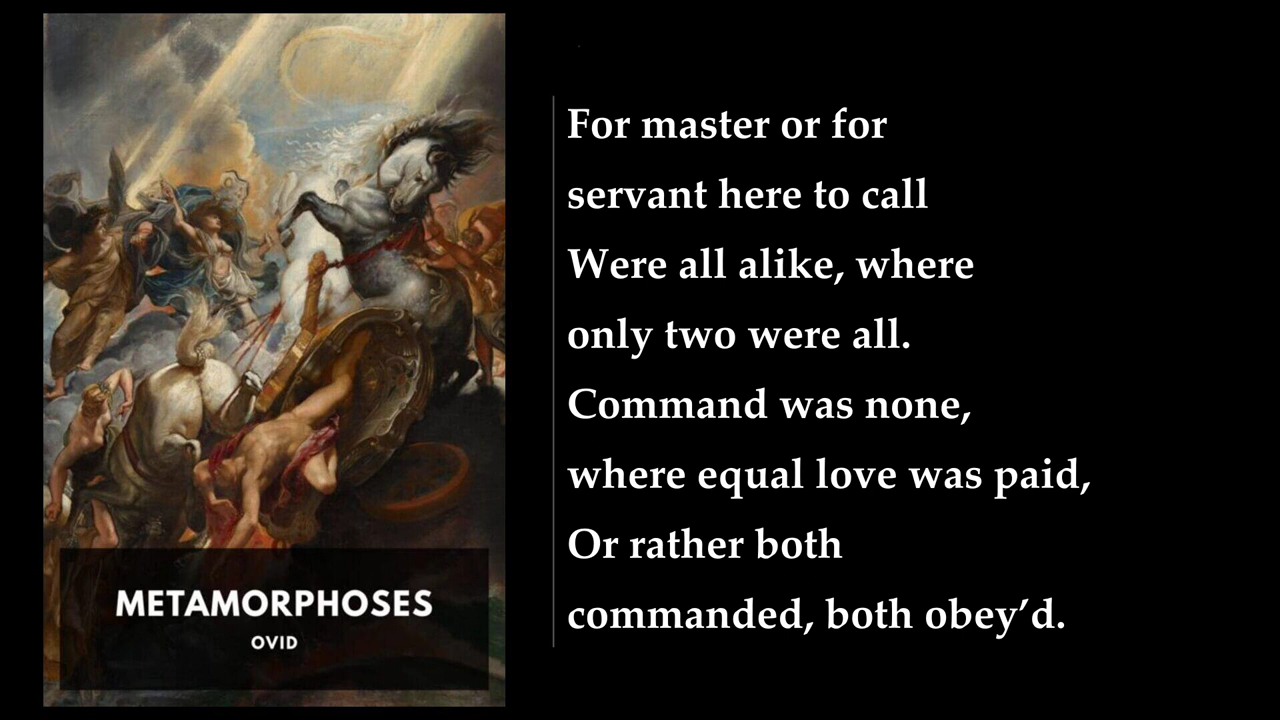 METAMORPHOSES
OVID
For master or for
servant here to call
Were all alike, where
only two were all.
Command was none,
where equal love was paid,
Or rather both
commanded, both obey’d.